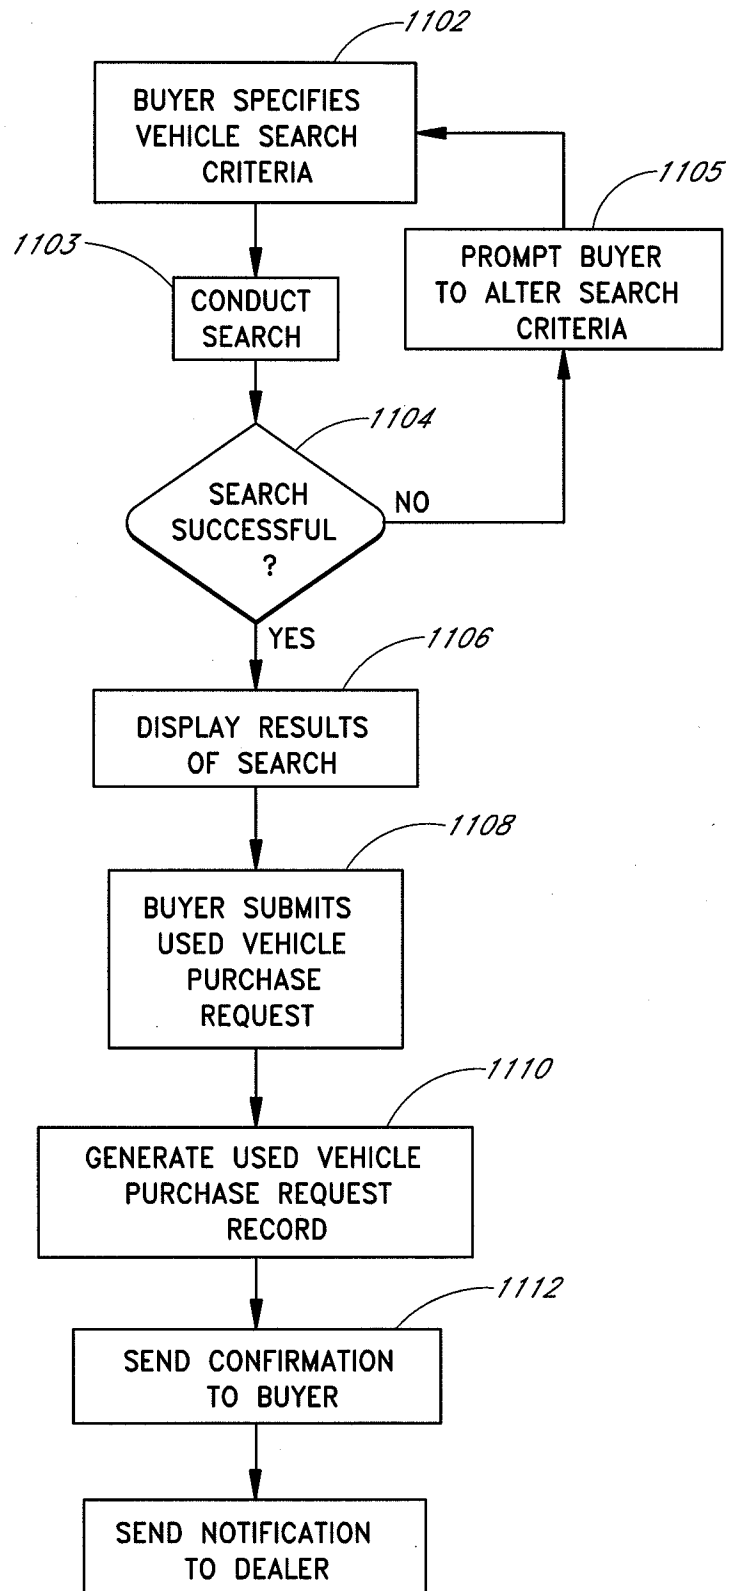 1102
BUYER SPECIFIES
VEHICLE SEARCH
CRITERIA
1105
PROMPT BUYER
TO ALTER SEARCH
CRITERIA
1103
CONDUCT
SEARCH
1104
SEARCH
SUCCESSFUL
?
NO
YES
1106
DISPLAY RESULTS
OF SEARCH
1108
BUYER SUBMITS
USED VEHICLE
PURCHASE
REQUEST
1110
GENERATE USED VEHICLE
PURCHASE REQUEST
RECORD
1112
SEND CONFIRMATION
TO BUYER
SEND NOTIFICATION
TO DEALER